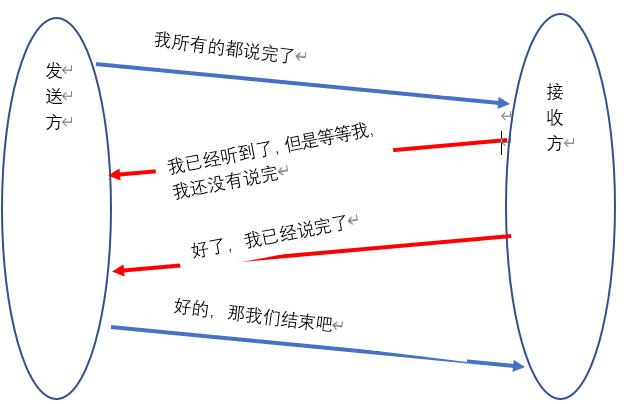 我所有的都说完了
发
送
方
接
收
方
我已经听到了,但是等等我,
我还没有说完
好了，我已经说完了
好的，那我们结束吧